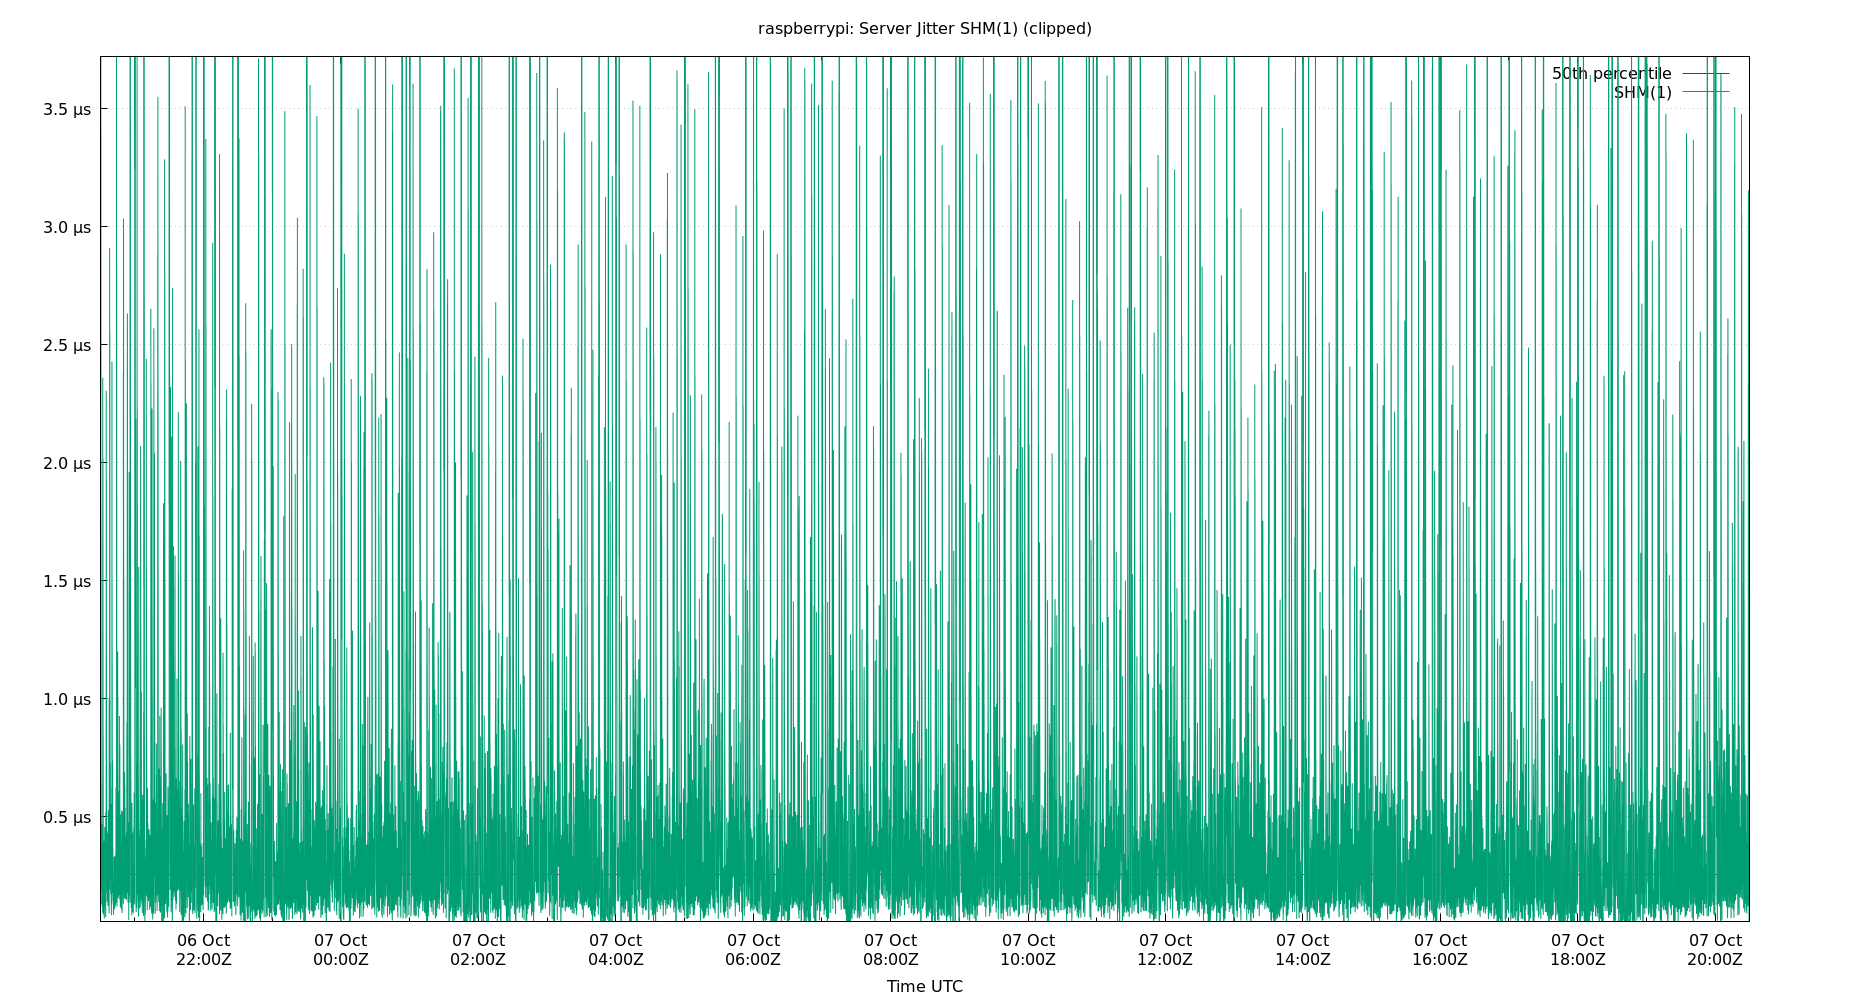 raspberrypi: Server Jitter SHM(1) (clipped)
50th percentile
SHM(1)
3.5 µs
3.0 µs
2.5 µs
2.0 µs
1.5 µs
1.0 µs
0.5 µs
06 Oct 07 Oct 07 Oct 07 Oct 07 Oct 07 Oct 07 Oct 07 Oct 07 Oct 07 Oct 07 Oct 07 Oct
22:00Z 00:00Z 02:00Z 04:00Z 06:00Z 08:00Z 10:00Z 12:00Z 14:00Z 16:00Z 18:00Z 20:00Z
Time UTC